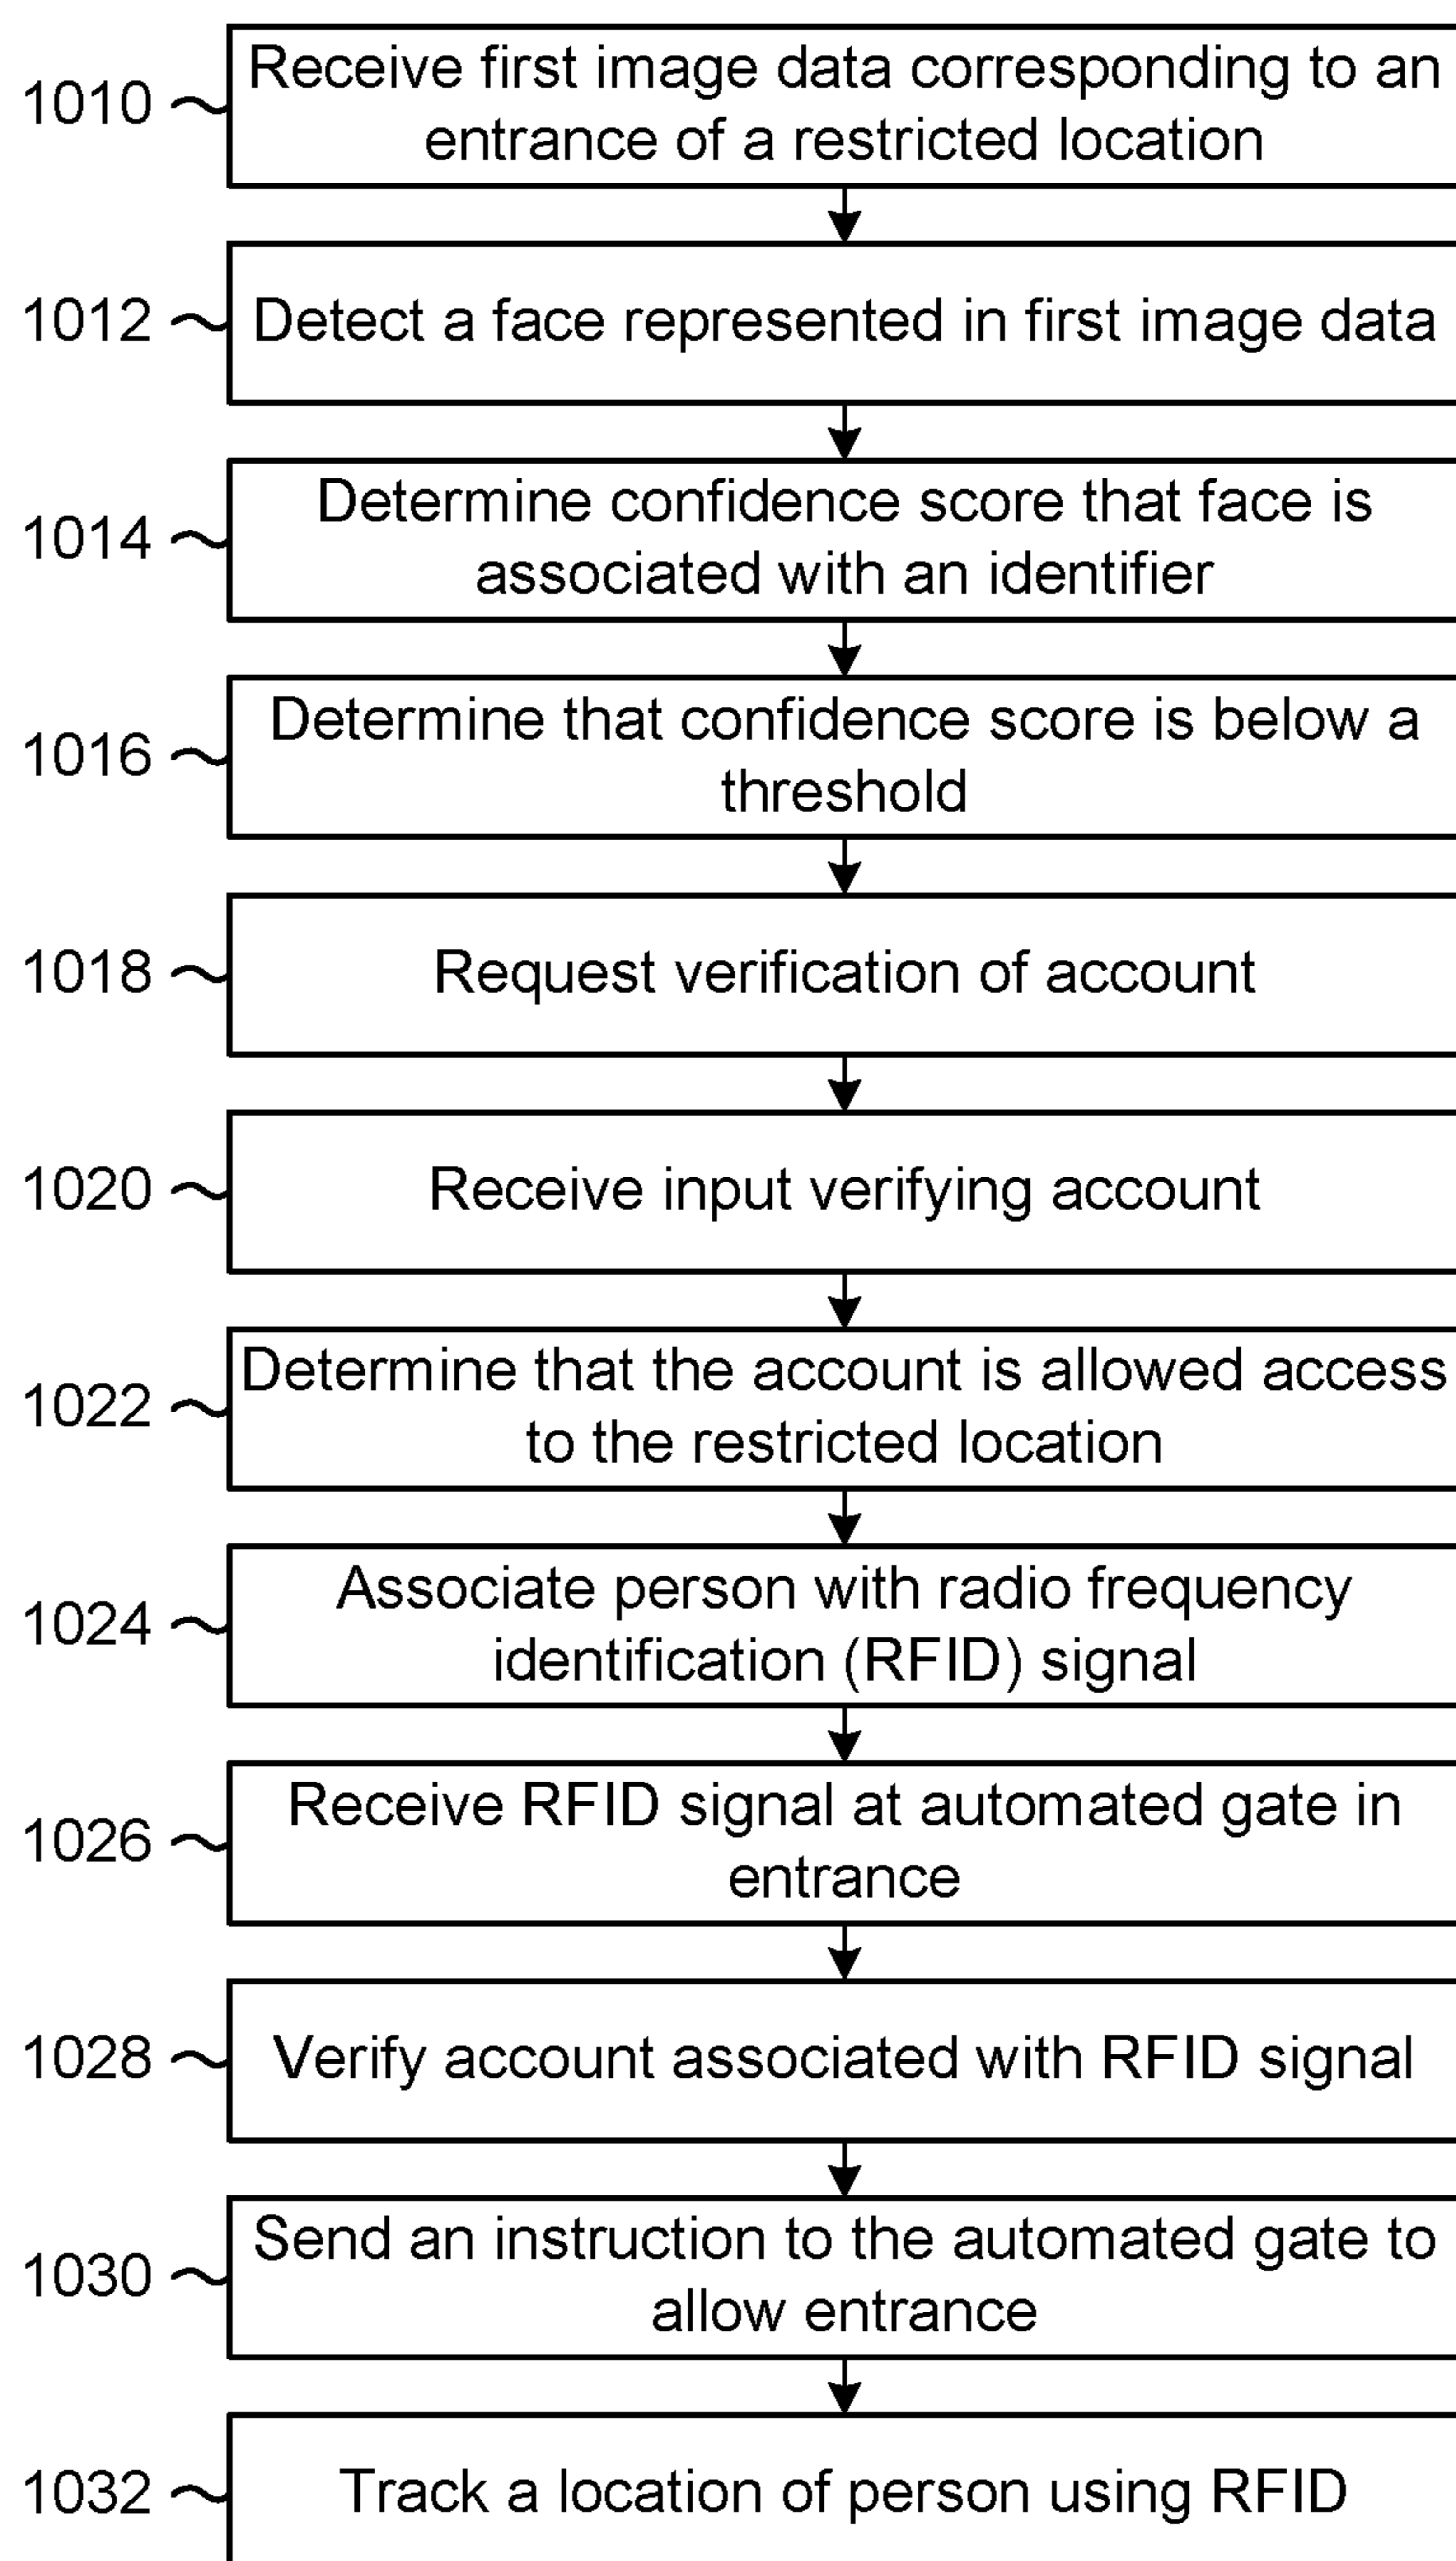 1010
Receive first image data corresponding to an
entrance of a restricted location
1012
Detect a face represented in first image data
1014
Determine confidence score that face is
associated with an identifier
1016
Determine that confidence score is below a
threshold
1018
Request verification of account
1020
Receive input verifying account
1022
Determine that the account is allowed access
to the restricted location
1024
Associate person with radio frequency
identification (RFID) signal
1026
Receive RFID signal at automated gate in
entrance
1028
Verify account associated with RFID signal
1030
Send an instruction to the automated gate to
allow entrance
1032
Track a location of person using RFID